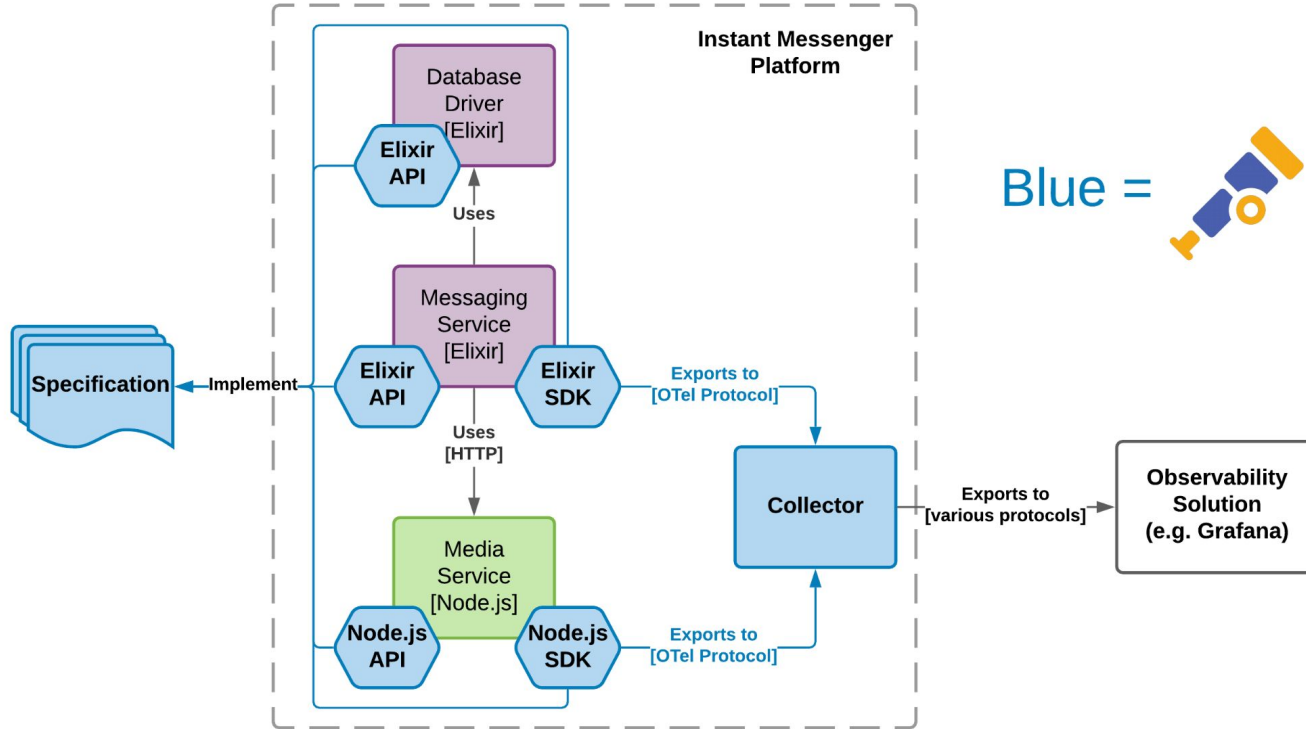 Instant Messenger
Platform
Database
Driver
[Elixir]
Elixir
API
Blue =
Uses
Messaging
Service
[Elixir]
Specification
Implement
Elixir
API
Elixir
SDK
Exports to
[OTel Protocol]
Uses
[HTTP]
Collector
Exports to
[various protocols]
Observability
Solution
(e.g. Grafana)
Media
Service
[Node.js]
Node.js
API
Node.js
SDK
Exports to
[OTel Protocol]